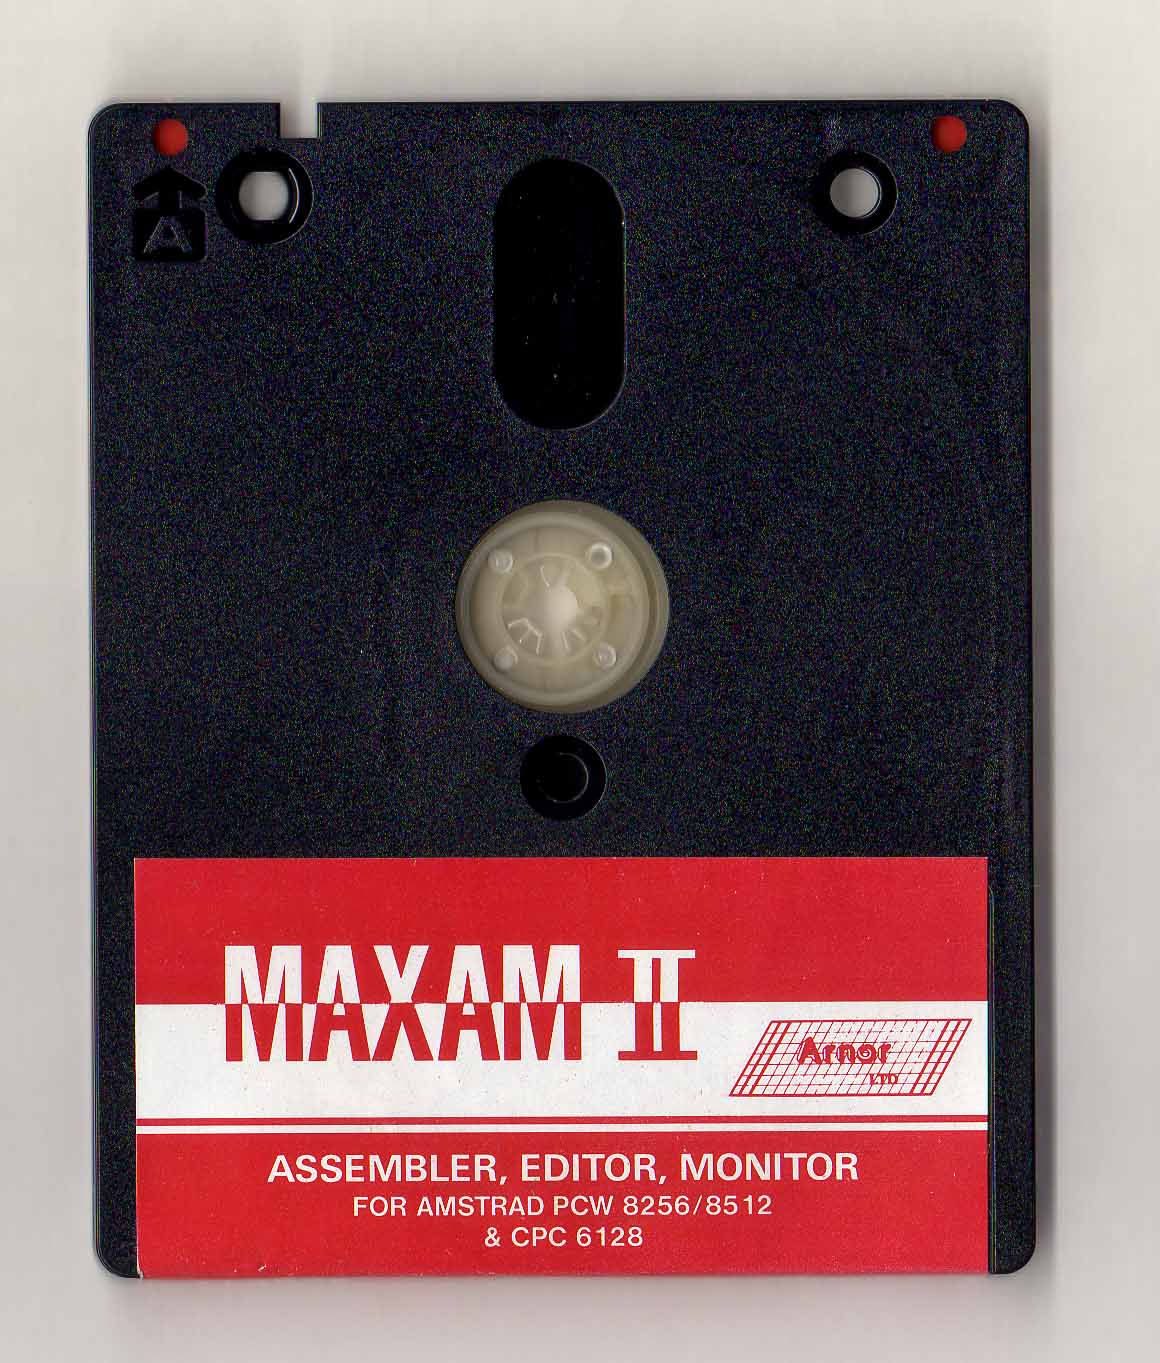 A
MAXAM II
Arnor
LTD
ASSEMBLER, EDITOR, MONITOR
FOR AMSTRAD PCW 8256/8512
& CPC 6128